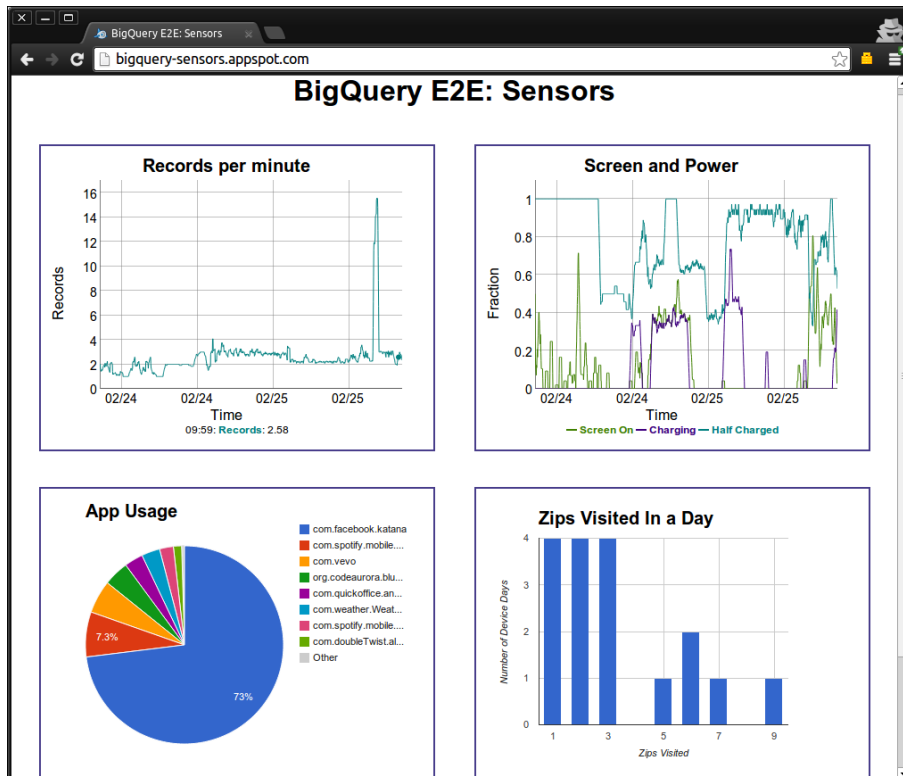 BigQuery E2E: Sensors
bigquery-sensors.appspot.com
BigQuery E2E: Sensors
Records per minute
16
14
12
10
8
6
4
2
0
Records
02/24 02/24 02/25 02/25
Time
09:59: Records: 2.58
Screen and Power
1
0.8
0.6
0.4
0.2
0
Fraction
02/24 02/24 02/25 02/25
Time
Screen On Charging Half Charged
App Usage
73%
7.3%
com.facebook.katana
com.spotify.mobile....
com.vevo
org.codeaurora.blu...
com.quickoffice.an...
com.weather.Weat...
com.spotify.mobile....
com.doubleTwist.al...
Other
Zips Visited In a Day
4
3
2
1
0
Number of Device Days
1 3 5 7 9
Zips Visited